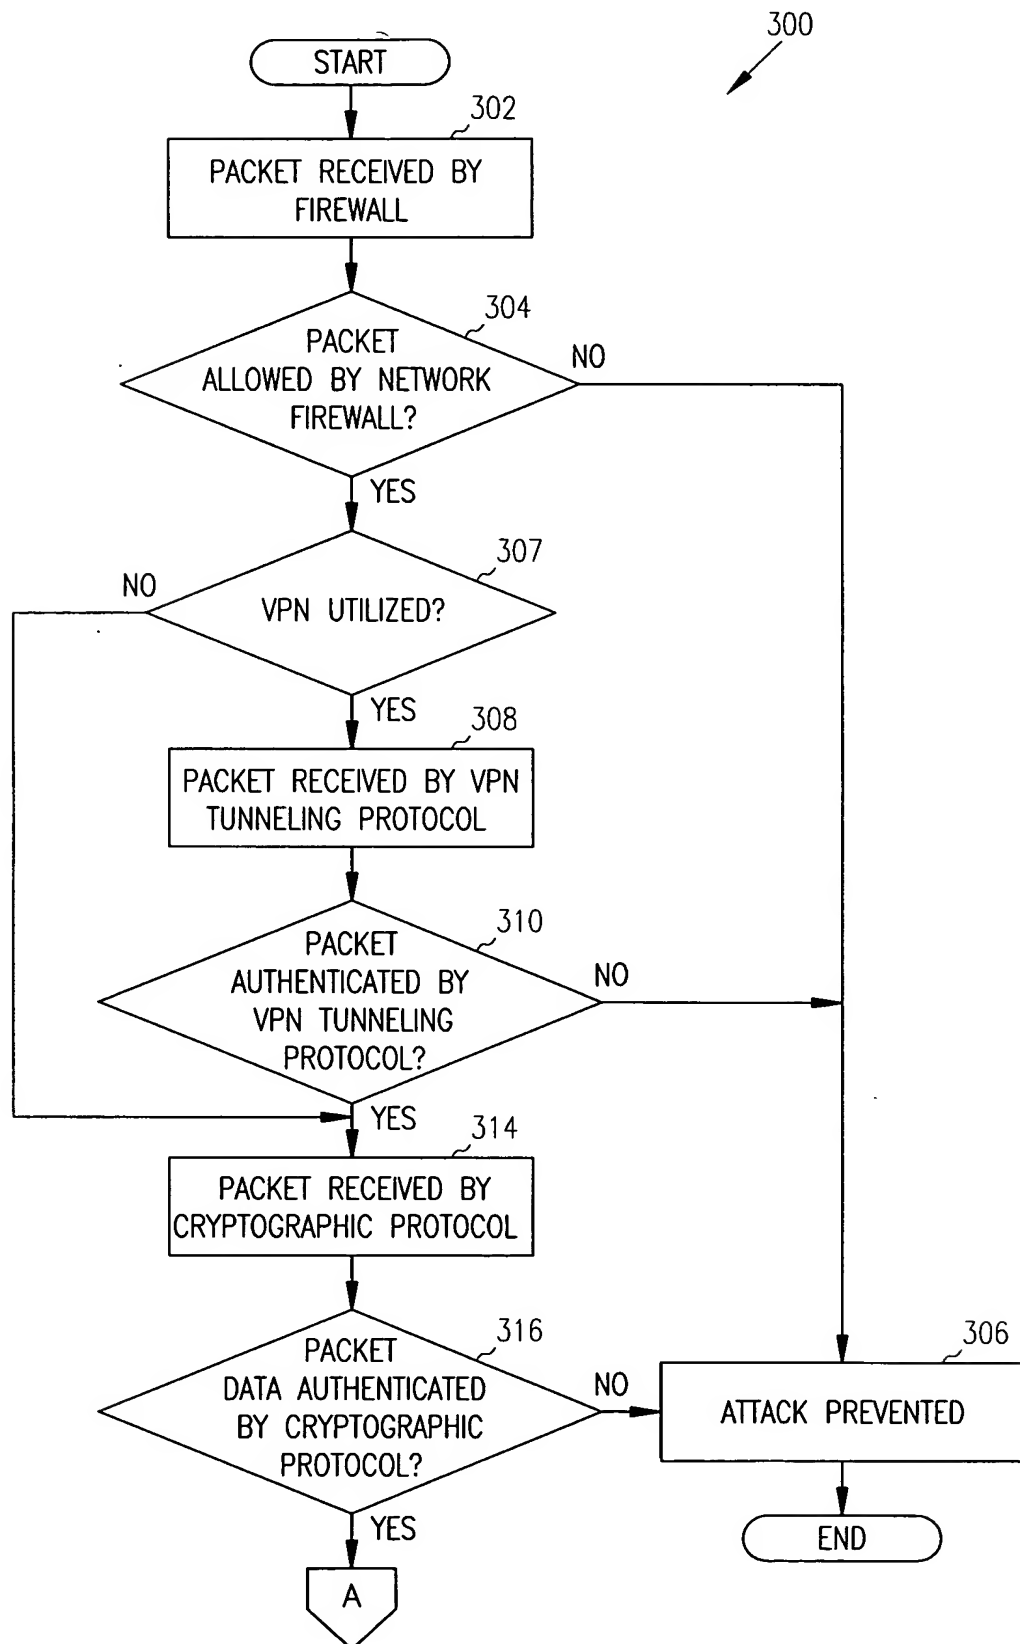 300
START
302
PACKET RECEIVED BY
FIREWALL
304
PACKET
ALLOWED BY NETWORK
FIREWALL?
NO
YES
307
NO
VPN UTILIZED?
YES
308
PACKET RECEIVED BY VPN
TUNNELING PROTOCOL
310
PACKET
AUTHENTICATED BY
VPN TUNNELING
PROTOCOL?
NO
YES
314
PACKET RECEIVED BY
CRYPTOGRAPHIC PROTOCOL
316
PACKET
DATA AUTHENTICATED
BY CRYPTOGRAPHIC
PROTOCOL?
NO
306
ATTACK PREVENTED
YES
END
A